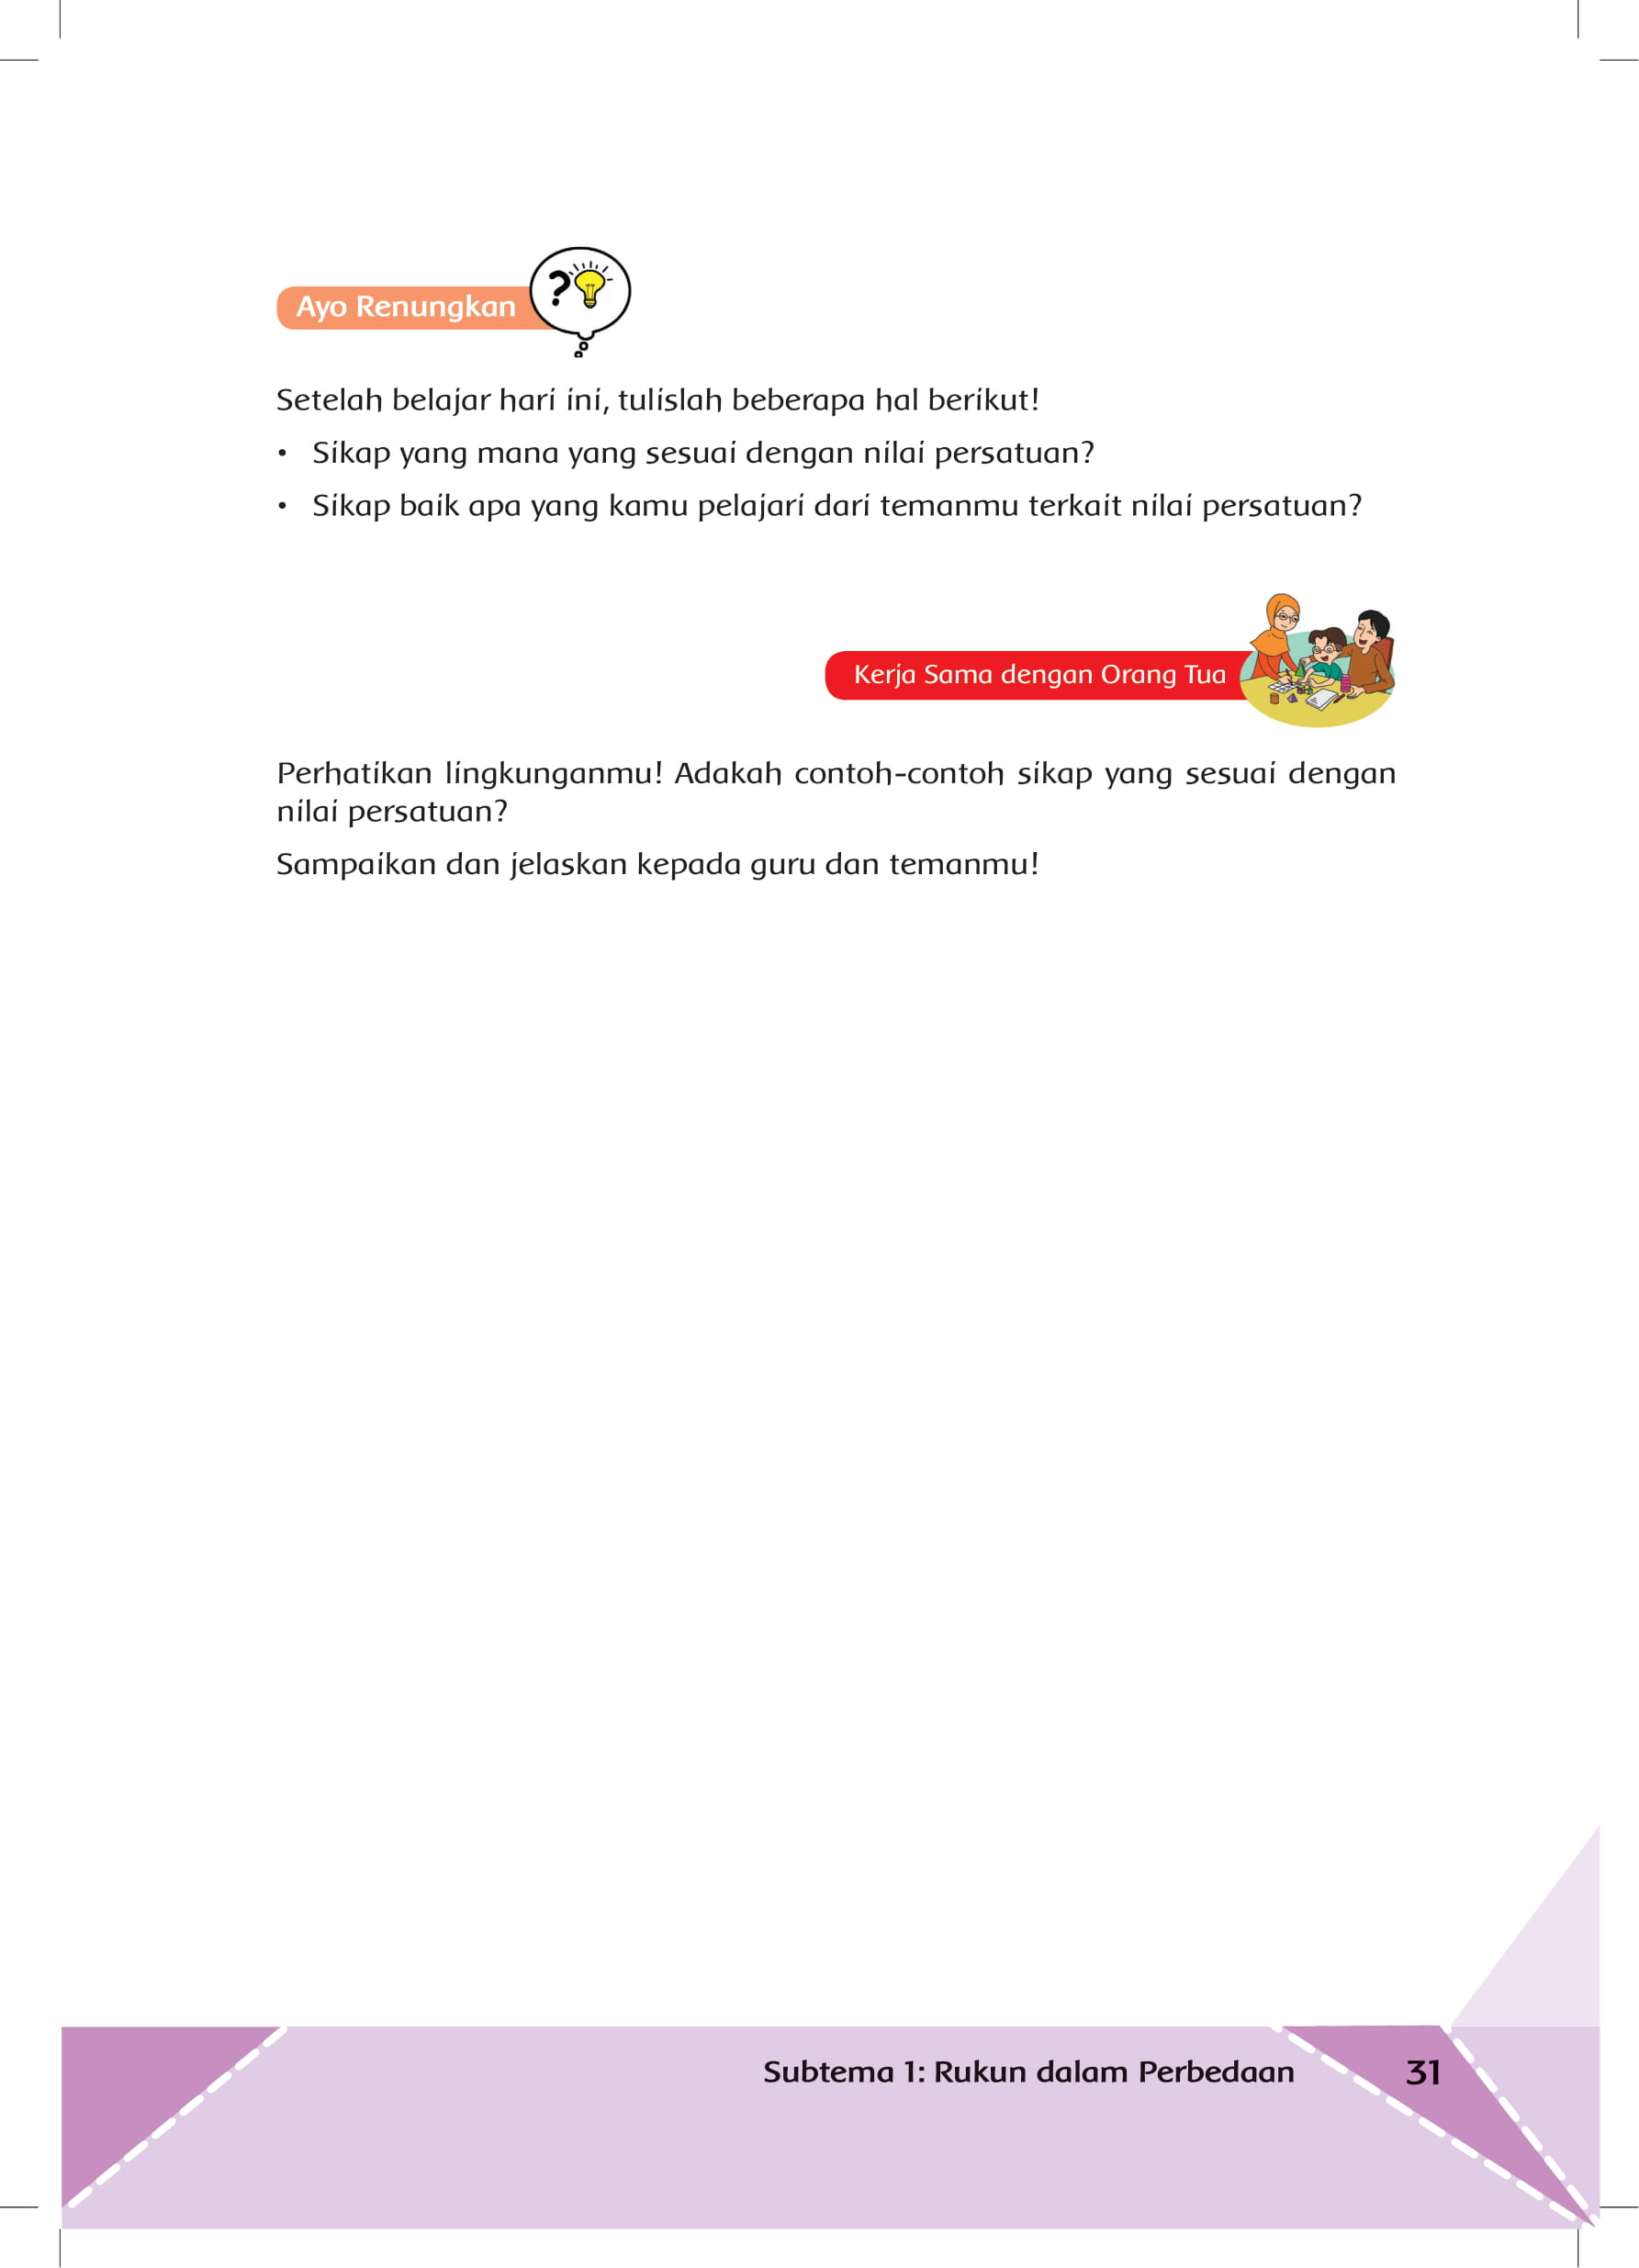 Ayo Renungkan
Setelah belajar hari ini, tulislah beberapa hal berikut!
• Sikap yang mana yang sesuai dengan nilai persatuan?
• Sikap baik apa yang kamu pelajari dari temanmu terkait nilai persatuan?
Kerja Sama dengan Orang Tua
Perhatikan lingkunganmu! Adakah contoh-contoh sikap yang sesuai dengan
nilai persatuan?
Sampaikan dan jelaskan kepada guru dan temanmu!
Subtema 1: Rukun dalam Perbedaan 31